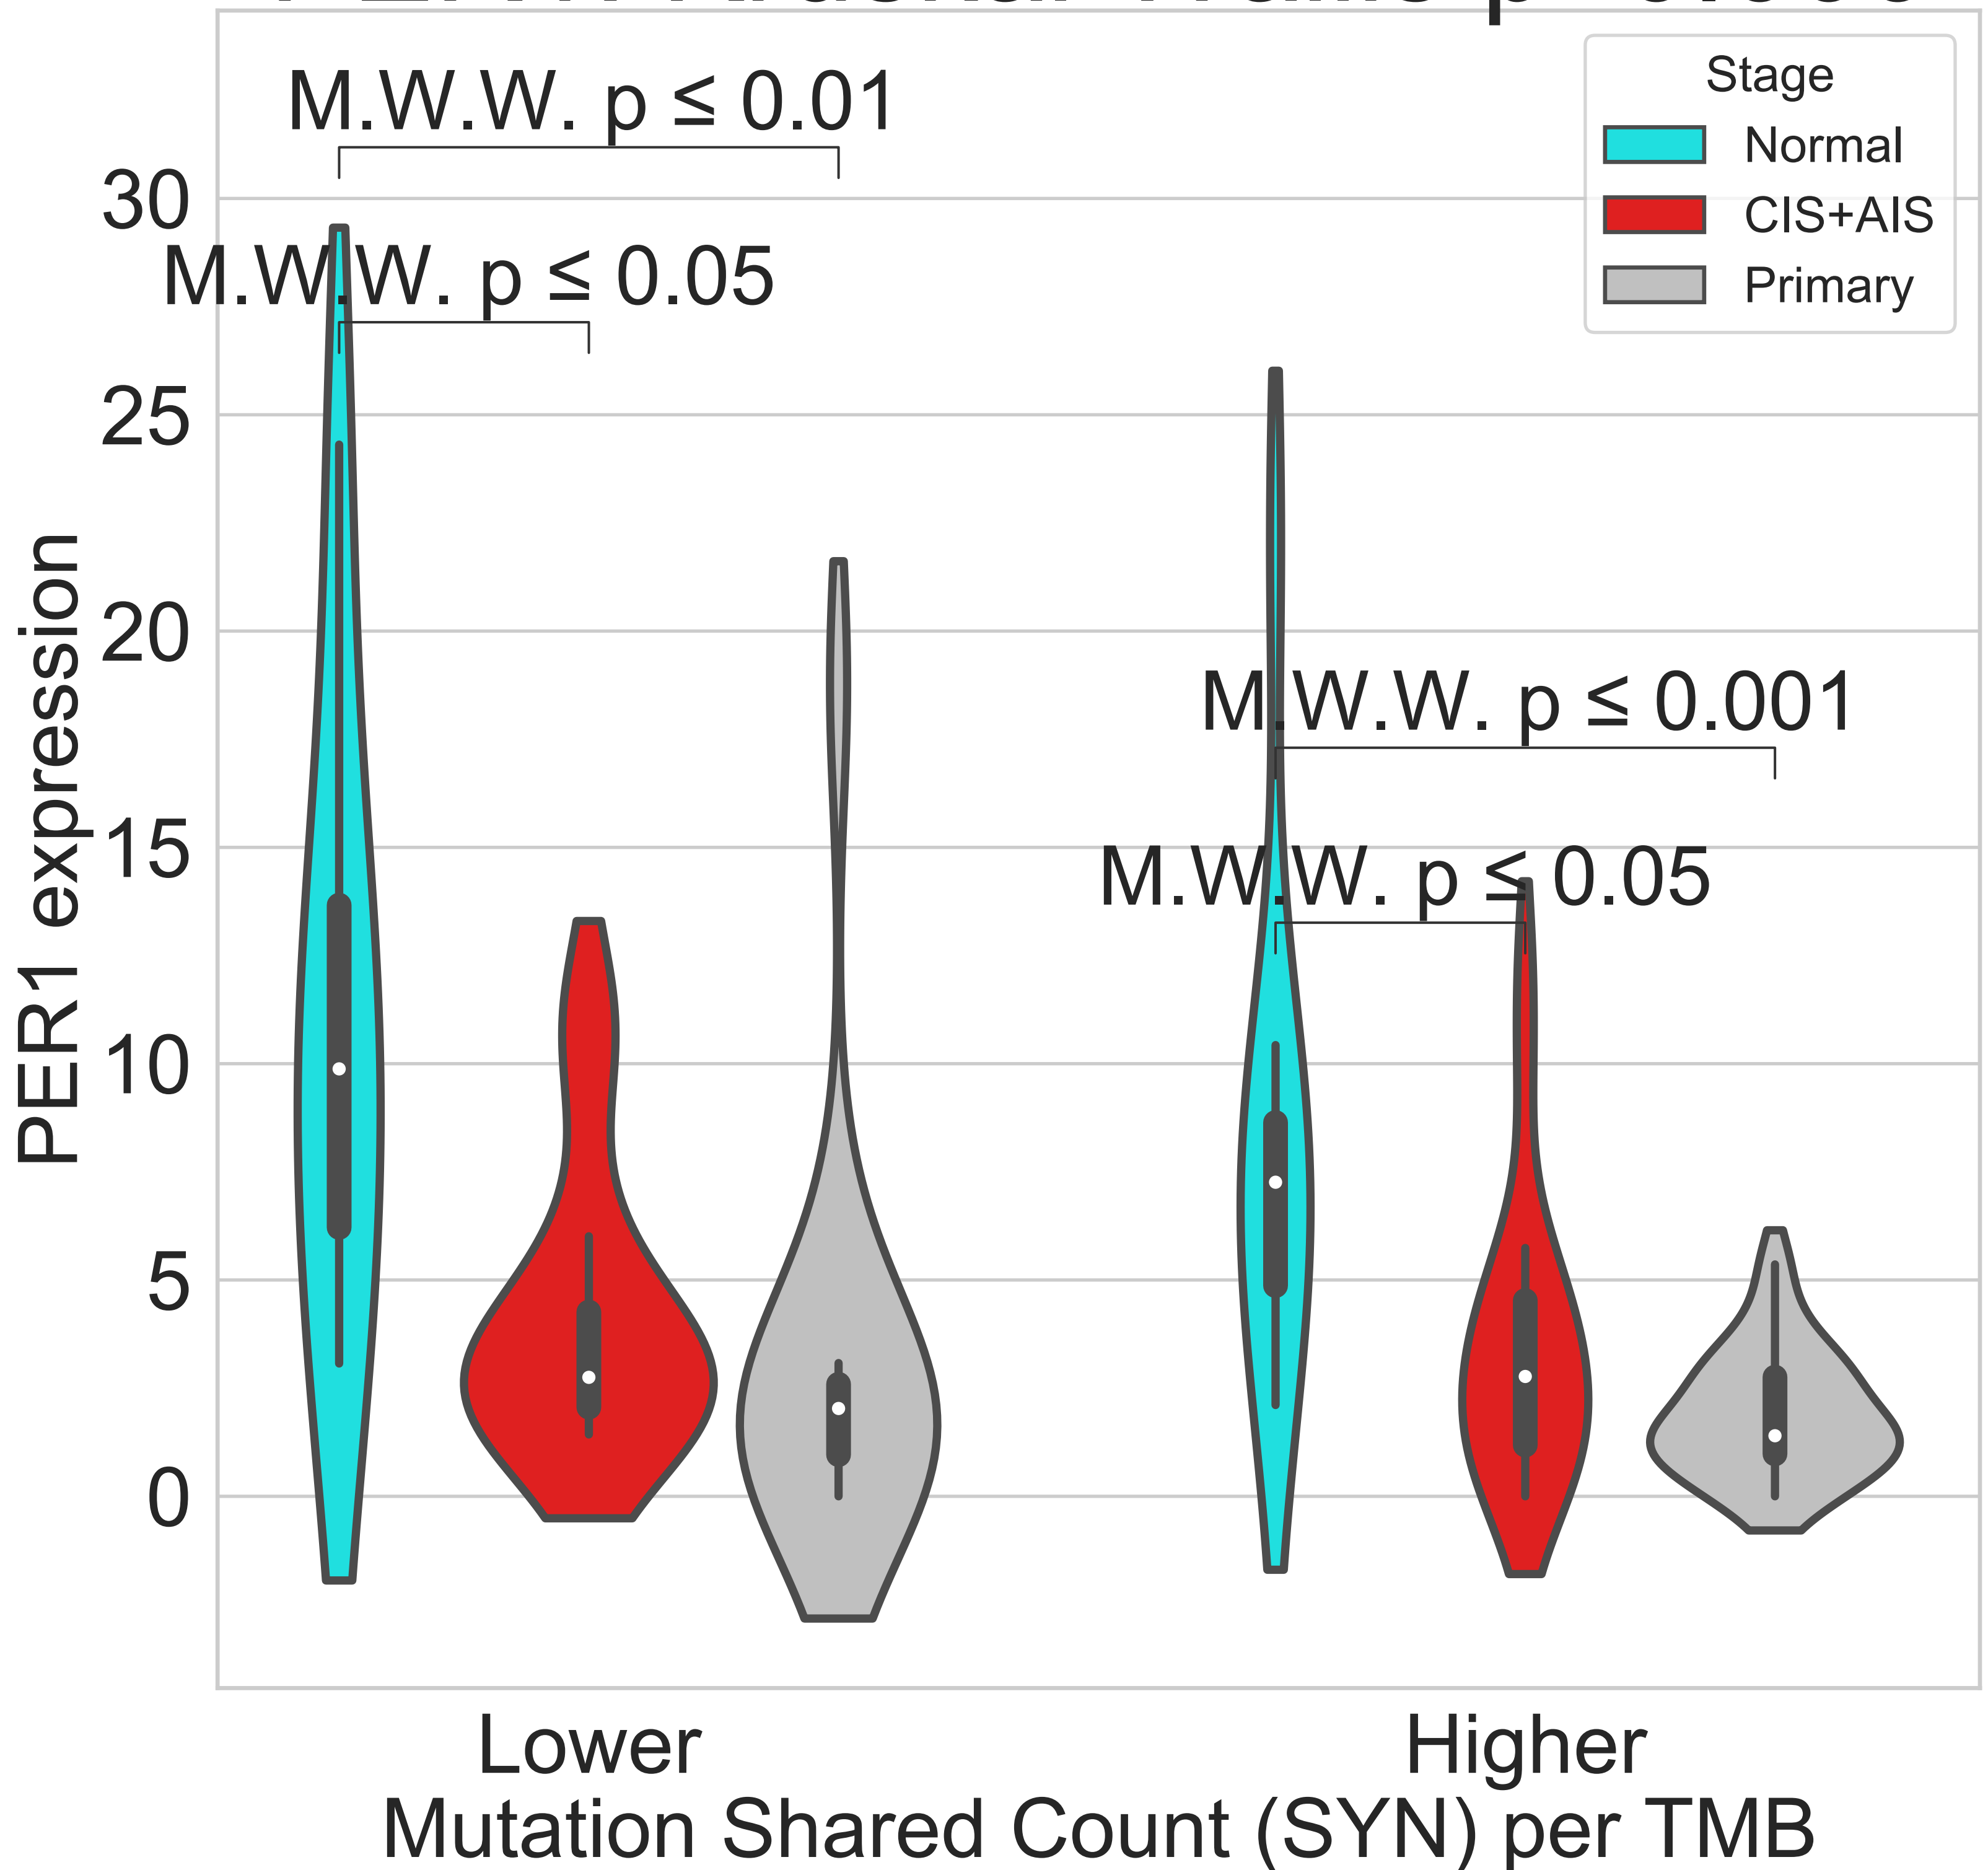 M.W.W. p ≤ 0.01
M.W.W. p ≤ 0.05
M.W.W. p ≤ 0.001
M.W.W. p ≤ 0.05
Stage
Normal
CIS+AIS
Primary
30
25
20
15
10
5
0
PER1 expression
Lower
Higher
Mutation Shared Count (SYN) per TMB